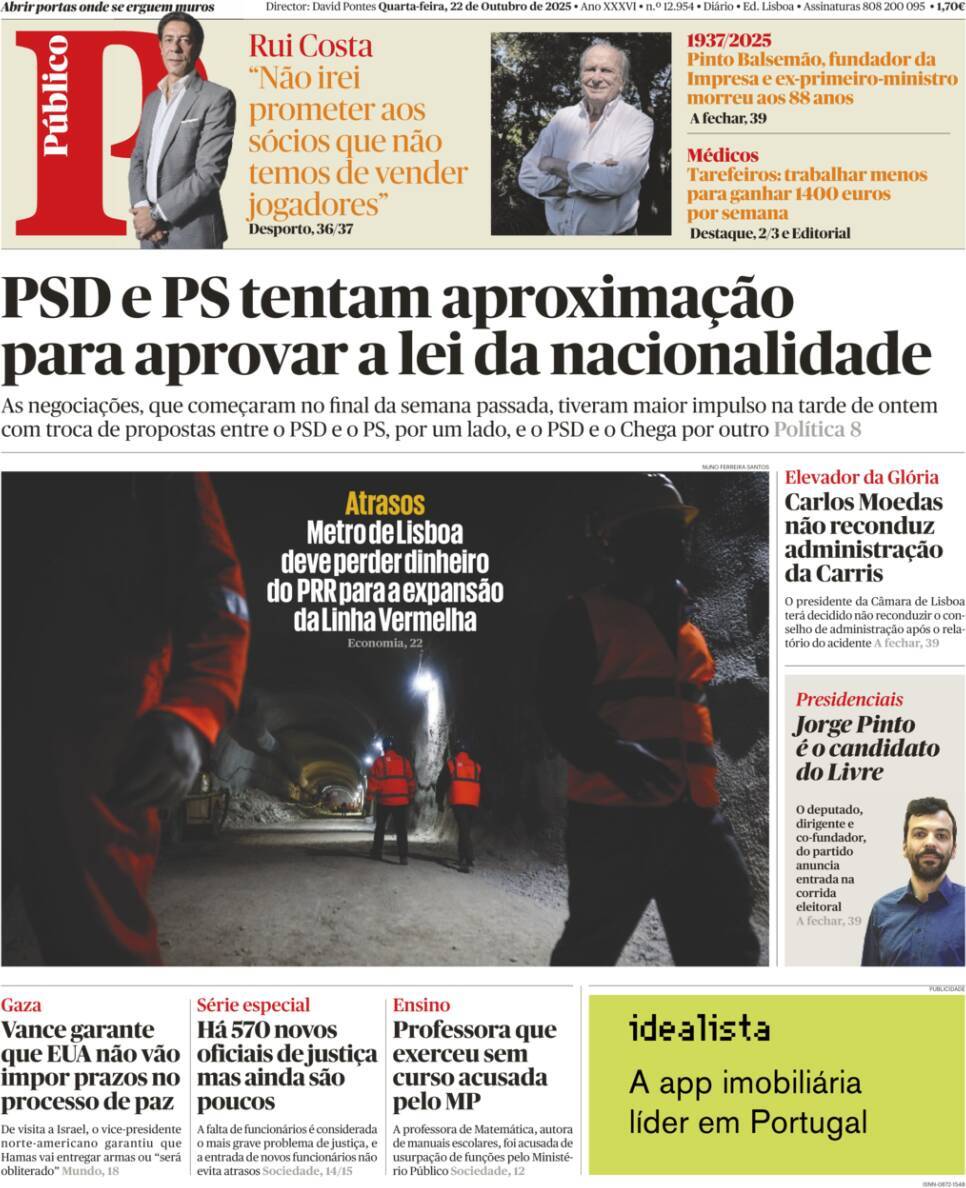 Abrir portas onde se erguem muros
Director: David Pontes Quarta-feira, 22 de Outubro de 2025 • Ano XXXVI • n.º 12.954 • Diário • Ed. Lisboa • Assinaturas 808 200 095 • 1,70€
Público
P
Rui Costa
“Não irei
prometer aos
sócios que não
temos de vender
jogadores”
Desporto, 36/37
1937/2025
Pinto Balsemão, fundador da
Impresa e ex-primeiro-ministro
morreu aos 88 anos
A fechar, 39
Médicos
Tarefeiros: trabalhar menos
para ganhar 1400 euros
por semana
Destaque, 2/3 e Editorial
PSD e PS tentam aproximação
para aprovar a lei da nacionalidade
As negociações, que começaram no final da semana passada, tiveram maior impulso na tarde de ontem
com troca de propostas entre o PSD e o PS, por um lado, e o PSD e o Chega por outro Política 8
NUNO FERREIRA SANTOS
Atrasos
Metro de Lisboa
deve perder dinheiro
do PRR para a expansão
da Linha Vermelha
Economia, 22
Elevador da Glória
Carlos Moedas
não reconduz
administração
da Carris
O presidente da Câmara de Lisboa
terá decidido não reconduzir o con-
selho de administração após o rela-
tório do acidente A fechar, 39
Presidenciais
Jorge Pinto
é o candidato
do Livre
O deputado,
dirigente e
co-fundador,
do partido
anuncia
entrada na
corrida
eleitoral
A fechar, 39
Gaza
Vance garante
que EUA não vão
impor prazos no
processo de paz
De visita a Israel, o vice-presidente
norte-americano garantiu que
Hamas vai entregar armas ou “será
obliterado” Mundo, 18
Série especial
Há 570 novos
oficiais de justiça
mas ainda são
poucos
A falta de funcionários é considerada
o mais grave problema de justiça, e
a entrada de novos funcionários não
evita atrasos Sociedade, 14/15
Ensino
Professora que
exerceu sem
curso acusada
pelo MP
A professora de Matemática, autora
de manuais escolares, foi acusada de
usurpação de funções pelo Ministé-
rio Público Sociedade, 12
PUBLICIDADE
idealista
A app imobiliária
líder em Portugal
ISNN-0872-1548